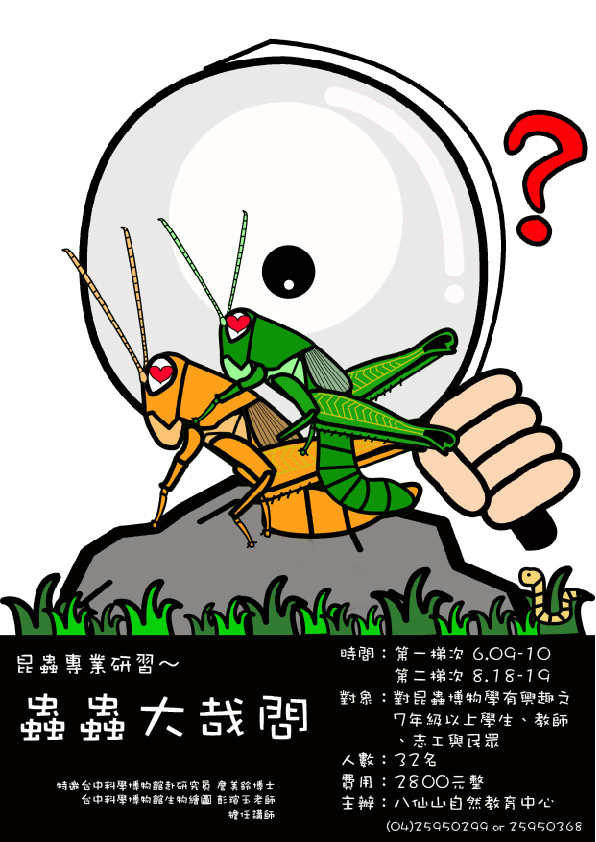 ?
昆蟲專業研習~
蟲蟲大哉問
特邀台中科學博物館副研究員 詹美鈴博士
台中科學博物館生物繪圖 彭瑄玉老師
擔任講師
時間：第一梯次 6.09-10
第二梯次 8.18-19
對象：對昆蟲博物學有興趣之
7年級以上學生、教師
、志工與民眾
人數：32名
費用：2800元整
主辦：八仙山自然教育中心
(04)25950299 or 25950368